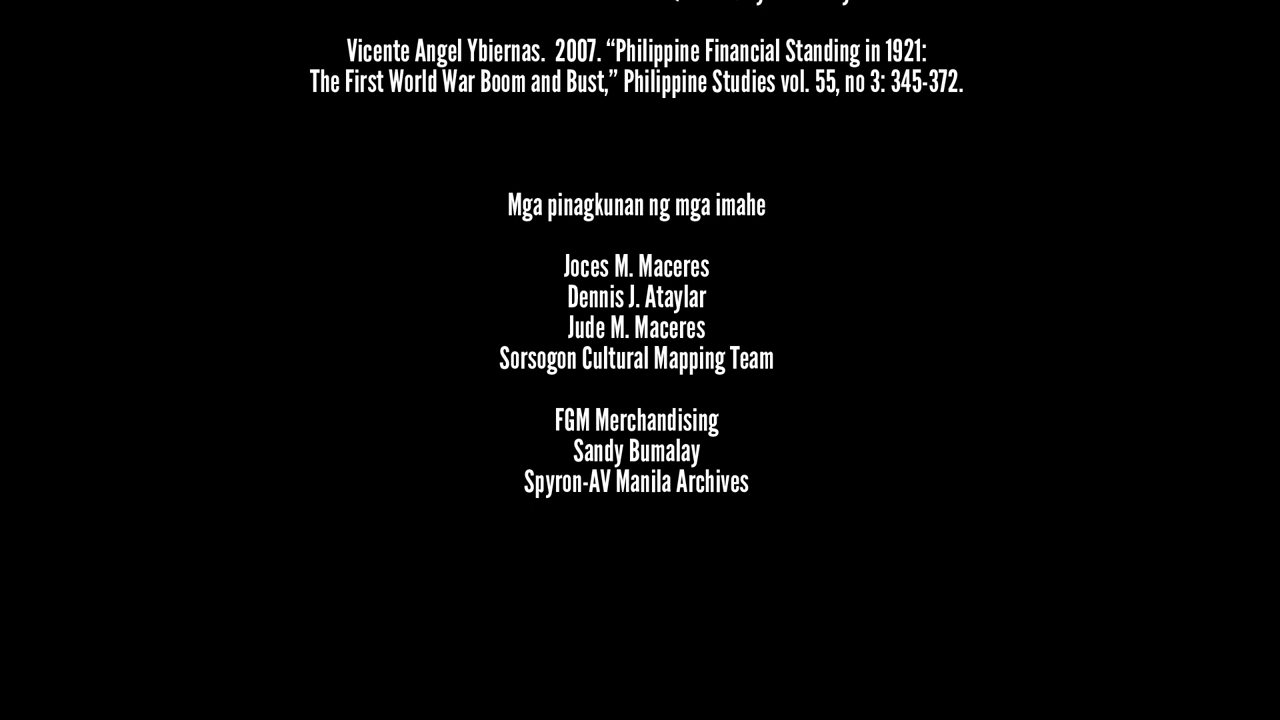 Vicente Angel Ybiernas.  2007. “Philippine Financial Standing in 1921:
The First World War Boom and Bust,” Philippine Studies vol. 55, no 3: 345-372.
Mga pinagkunan ng mga imahe
Joces M. Maceres
Dennis J. Ataylar
Jude M. Maceres
Sorsogon Cultural Mapping Team
FGM Merchandising
Sandy Bumalay
Spyron-AV Manila Archives